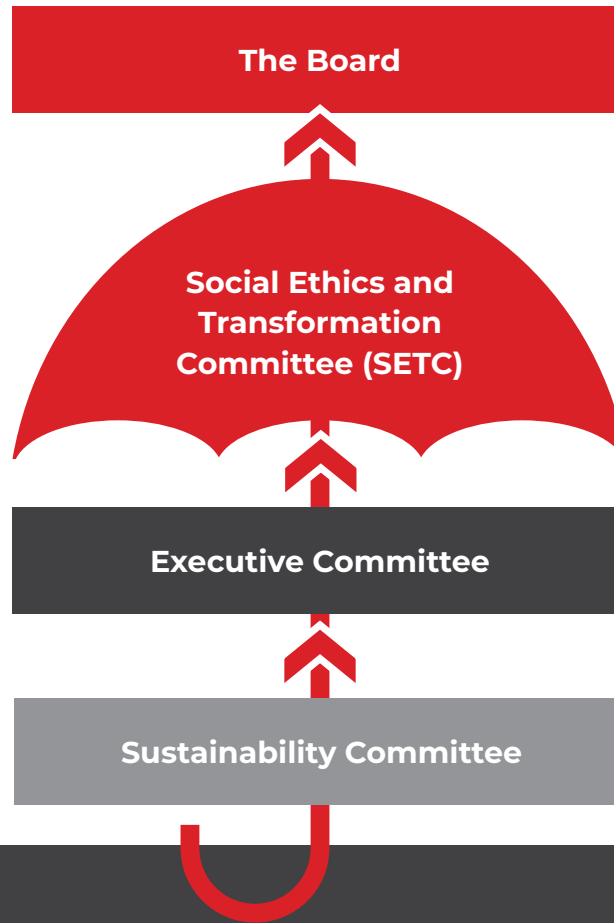 The Board
Social Ethics and
Transformation
Committee (SETC)
Executive Committee
Sustainability Committee